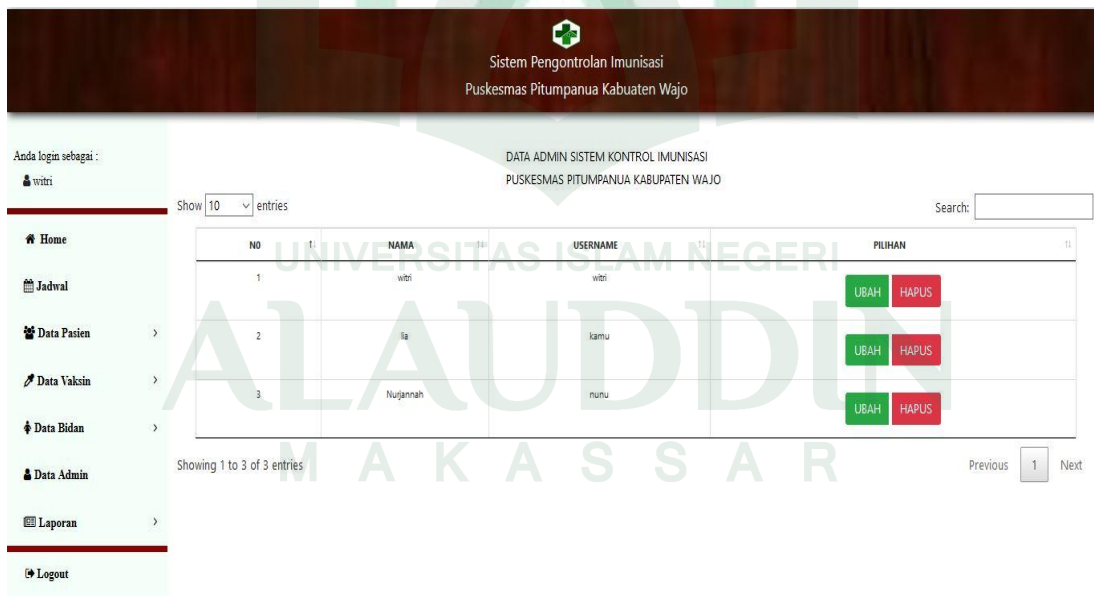 Sistem Pengontrolan Imunisasi
Puskesmas Pitumpanua Kabuaten Wajo
Anda login sebagai :
witri
Home
Jadwal
Data Pasien
Data Vaksin
Data Bidan
Data Admin
Laporan
Logout
DATA ADMIN SISTEM KONTROL IMUNISASI
PUSKESMAS PITUMPANUA KABUPATEN WAJO
Show 10 entries
Search:
NO NAMA USERNAME PILIHAN
1 witri witri UBAH HAPUS
2 lia kamu UBAH HAPUS
3 Nurjannah nunu UBAH HAPUS
Showing 1 to 3 of 3 entries
Previous 1 Next
UNIVERSITAS ISLAM NEGERI
ALAUDDIN
MAKASSAR